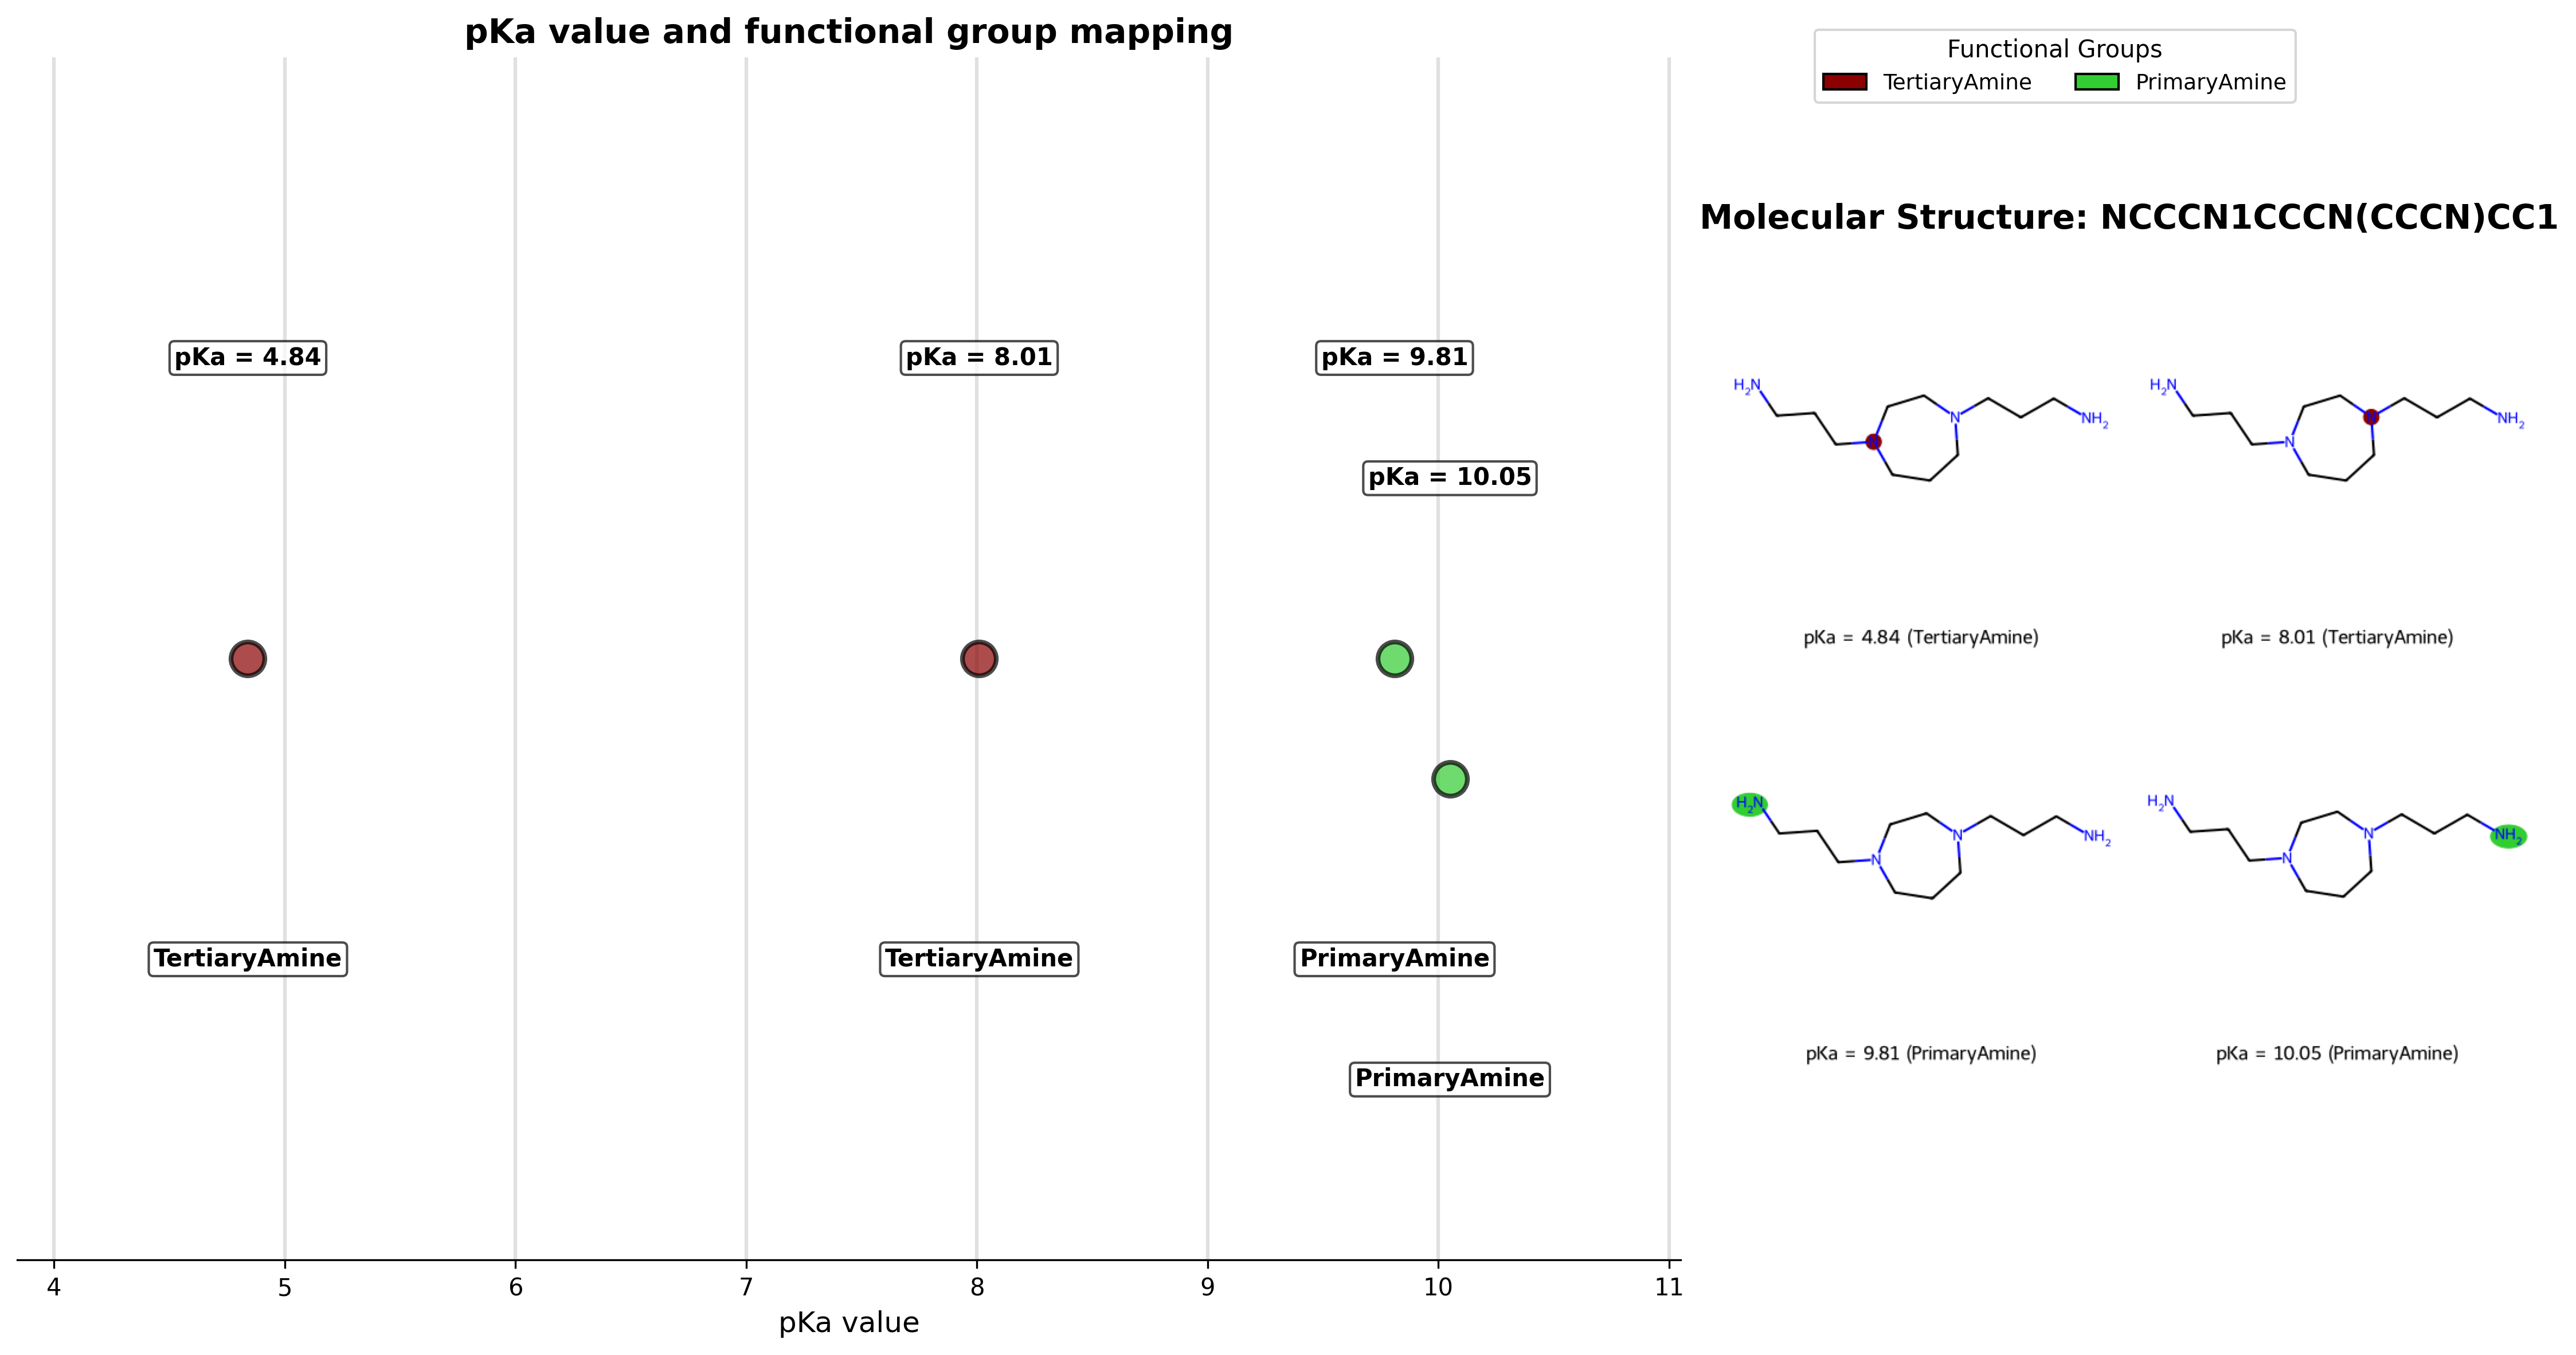 pKa value and functional group mapping
pKa = 4.84
pKa = 8.01
pKa = 9.81
pKa = 10.05
TertiaryAmine
TertiaryAmine
PrimaryAmine
PrimaryAmine
4 5 6 7 8 9 10 11
pKa value
Functional Groups
TertiaryAmine PrimaryAmine
Molecular Structure: NCCCN1CCCN(CCCN)CC1
H2N N N NH2
pKa = 4.84 (TertiaryAmine)
H2N N N NH2
pKa = 8.01 (TertiaryAmine)
H2N N N NH2
pKa = 9.81 (PrimaryAmine)
H2N N N NH2
pKa = 10.05 (PrimaryAmine)